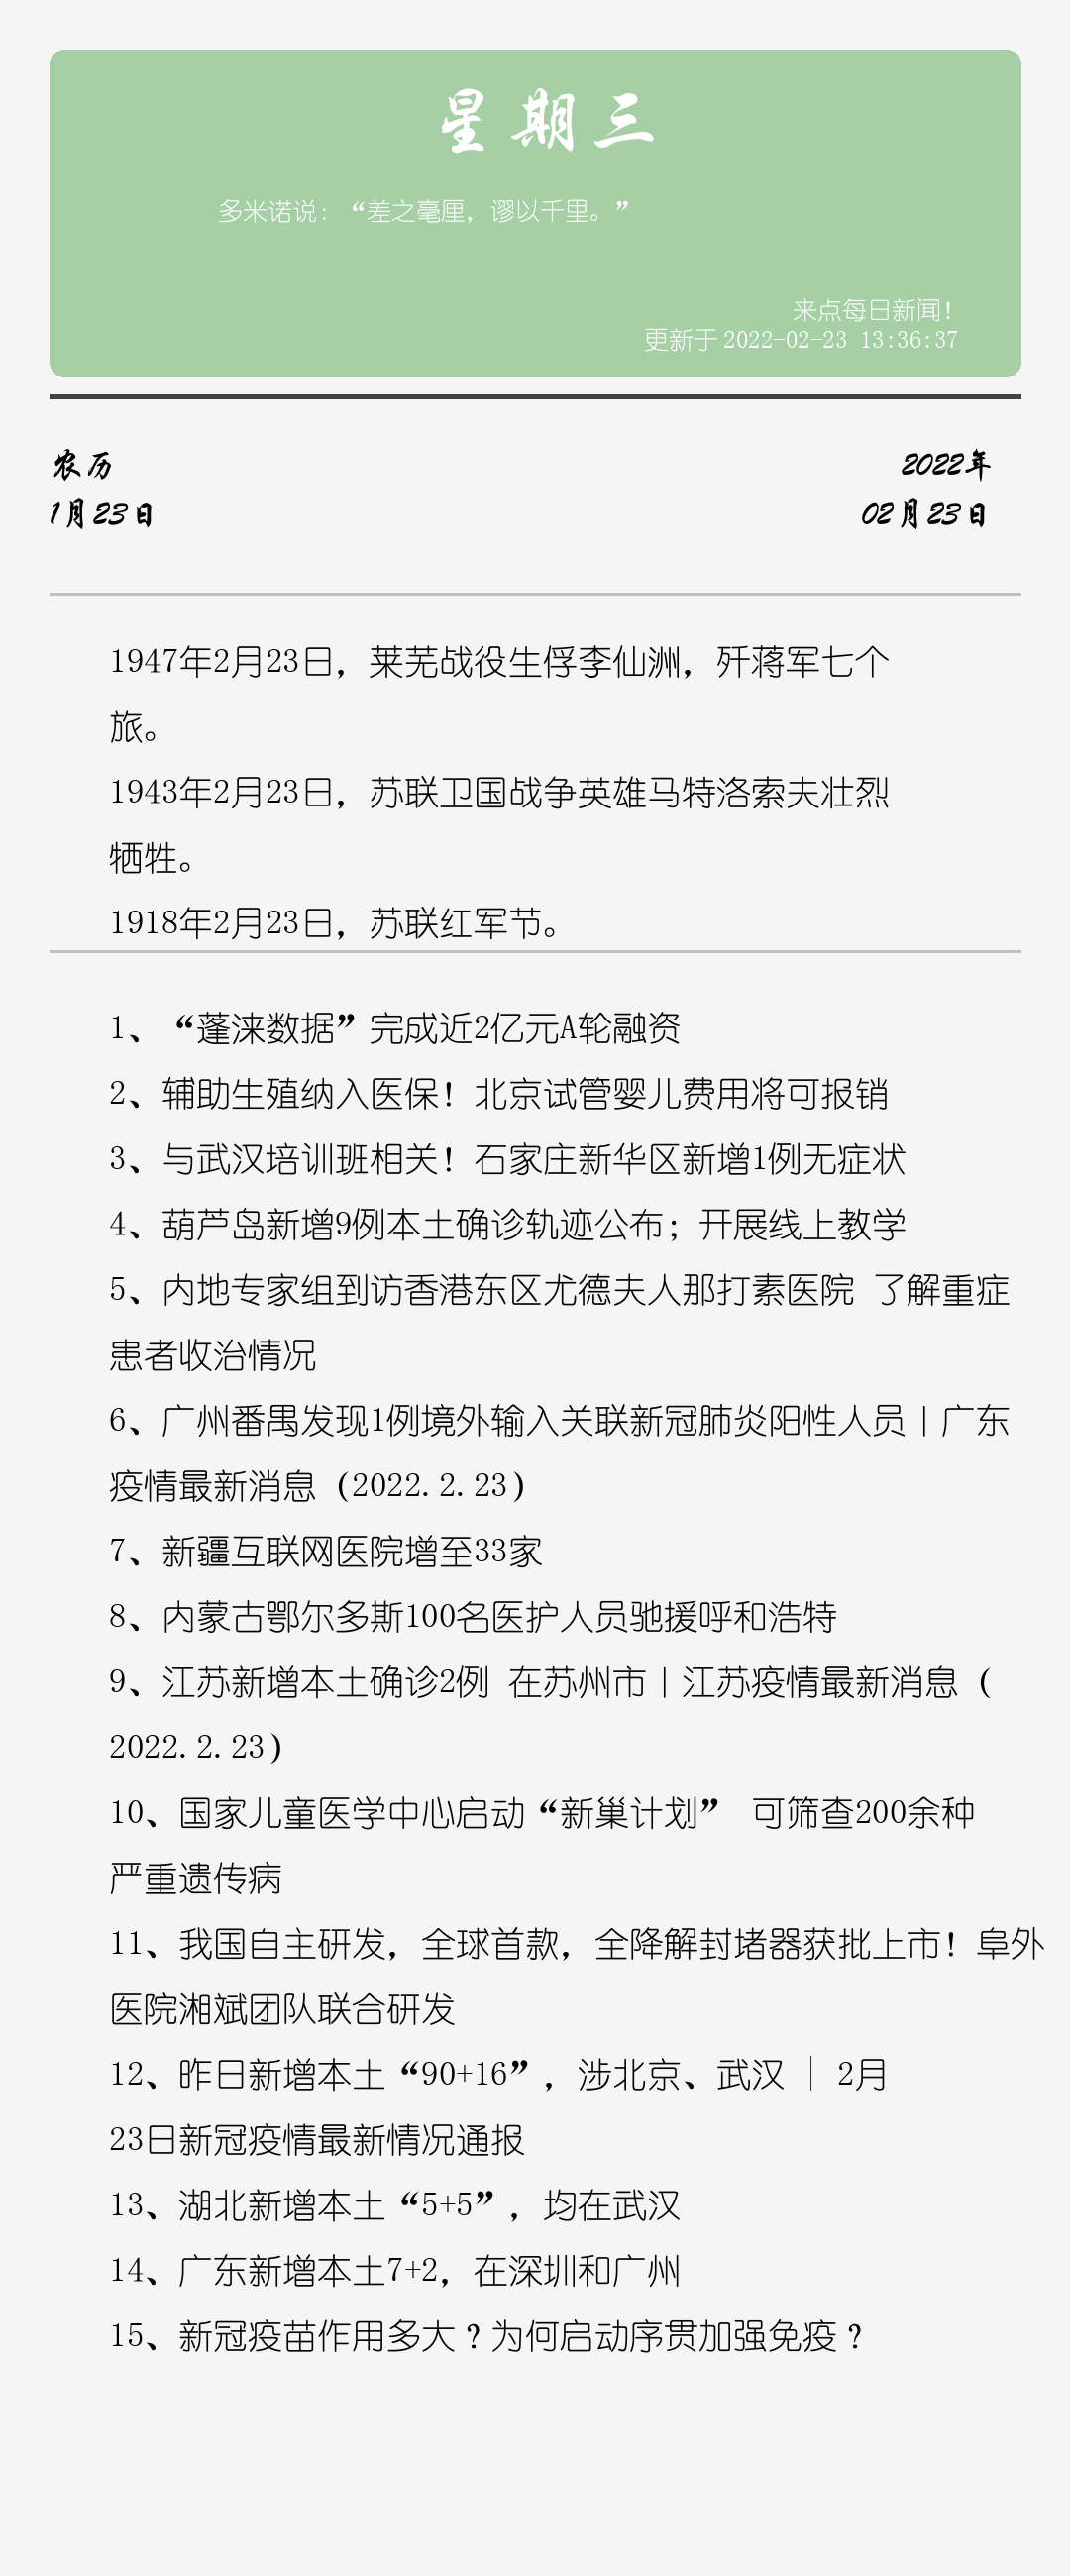 星期三
多米诺说：“差之毫厘，谬以千里。”
来点每日新闻！
更新于 2022-02-23 13:36:37
农历
2022年
1月23日
02月23日
1947年2月23日，莱芜战役生俘李仙洲，歼蒋军七个
旅。
1943年2月23日，苏联卫国战争英雄马特洛索夫壮烈
牺牲。
1918年2月23日，苏联红军节。
1、“蓬涞数据”完成近2亿元A轮融资
2、辅助生殖纳入医保！北京试管婴儿费用将可报销
3、与武汉培训班相关！石家庄新华区新增1例无症状
4、葫芦岛新增9例本土确诊轨迹公布；开展线上教学
5、内地专家组到访香港东区尤德夫人那打素医院 了解重症
患者收治情况
6、广州番禺发现1例境外输入关联新冠肺炎阳性人员丨广东
疫情最新消息（2022.2.23）
7、新疆互联网医院增至33家
8、内蒙古鄂尔多斯100名医护人员驰援呼和浩特
9、江苏新增本土确诊2例 在苏州市丨江苏疫情最新消息（
2022.2.23）
10、国家儿童医学中心启动“新巢计划” 可筛查200余种
严重遗传病
11、我国自主研发，全球首款，全降解封堵器获批上市！阜外
医院湘斌团队联合研发
12、昨日新增本土“90+16”，涉北京、武汉 │ 2月
23日新冠疫情最新情况通报
13、湖北新增本土“5+5”，均在武汉
14、广东新增本土7+2，在深圳和广州
15、新冠疫苗作用多大？为何启动序贯加强免疫？